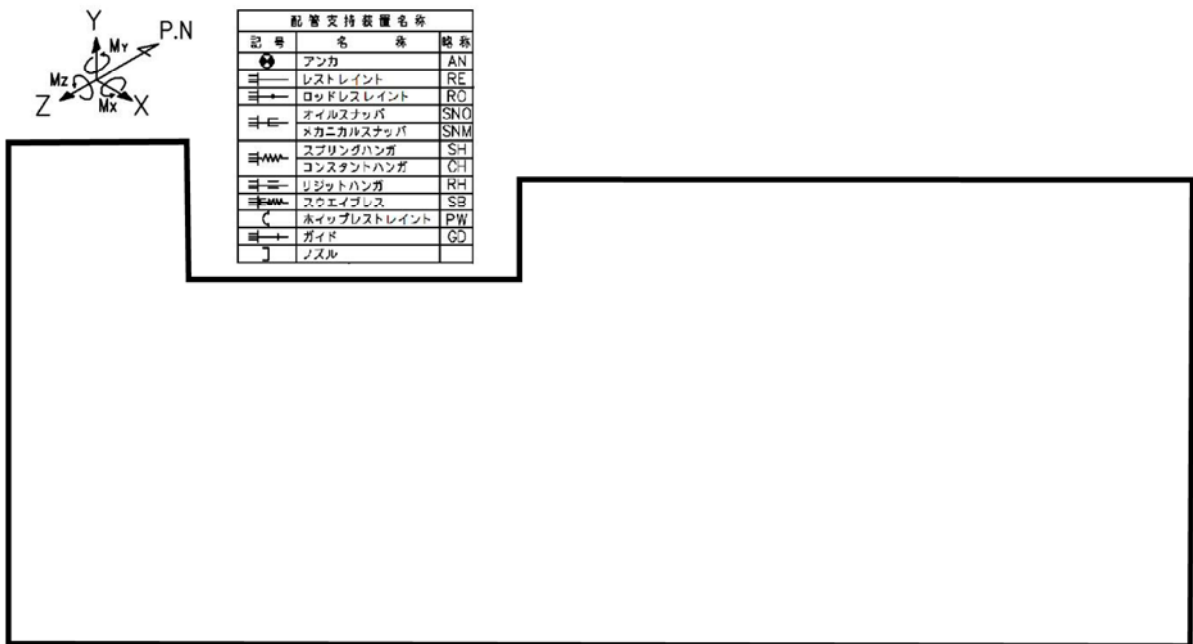 Y
P.N
MY
MZ
Z
MX
X
配管支持装置名称
記号 名称 略称
アンカ AN
レストレイント RE
ロッドレスレイント RO
オイルスナッバ SNO
メカニカルスナッバ SNM
スプリングハンガ SH
コンスタントハンガ CH
リジットハンガ RH
スウエイブレス SB
ホイップレストレイント PW
ガイド GD
ノズル